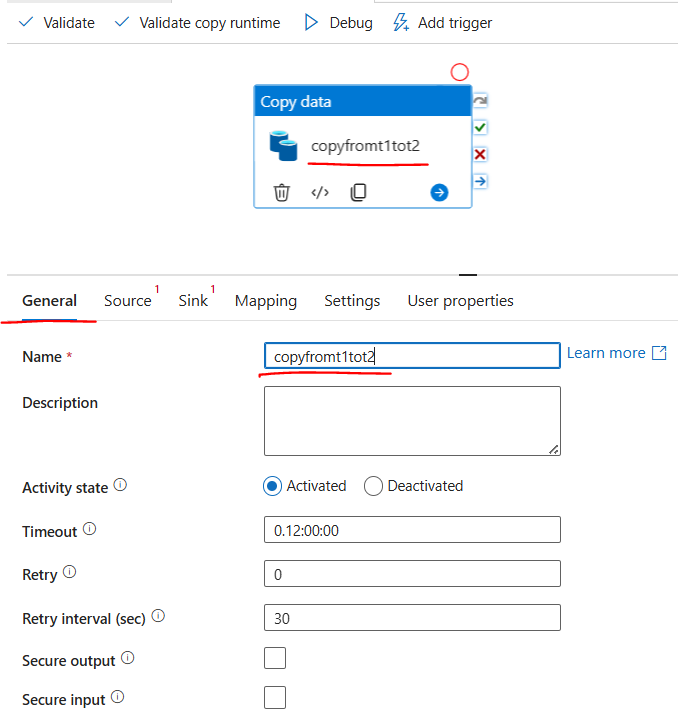 Validate Validate copy runtime Debug Add trigger
Copy data
copyfromt1tot2
General Source 1 Sink 1 Mapping Settings User properties
Name * copyfromt1tot2 Learn more
Description
Activity state Activated Deactivated
Timeout 0.12:00:00
Retry 0
Retry interval (sec) 30
Secure output
Secure input